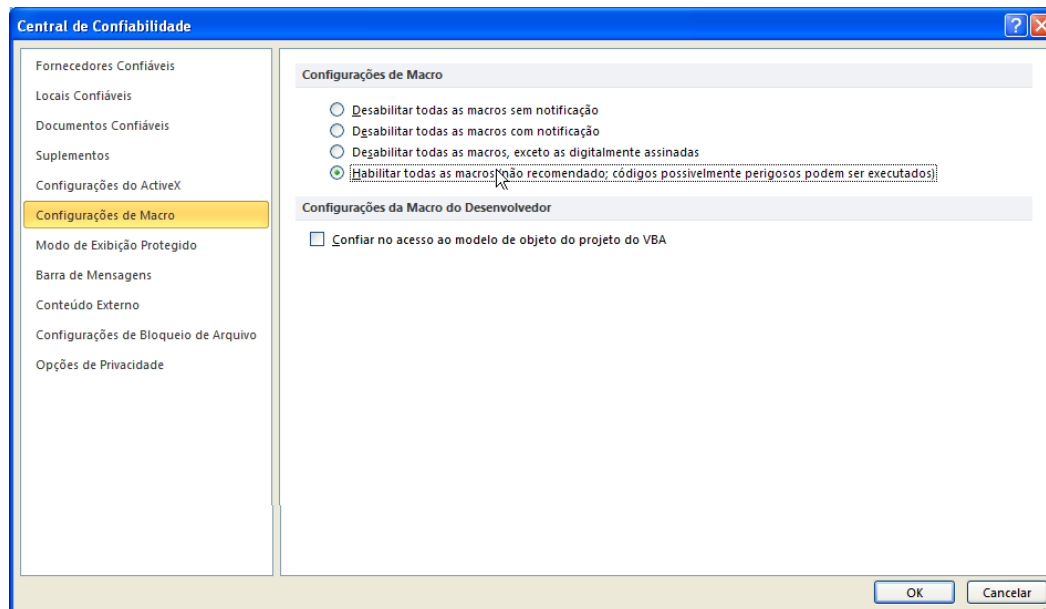 Central de Confiabilidade
Fornecedores Confiáveis
Locais Confiáveis
Documentos Confiáveis
Suplementos
Configurações do ActiveX
Configurações de Macro
Modo de Exibição Protegido
Barra de Mensagens
Conteúdo Externo
Configurações de Bloqueio de Arquivo
Opções de Privacidade
Configurações de Macro
Desabilitar todas as macros sem notificação
Desabilitar todas as macros com notificação
Desabilitar todas as macros, exceto as digitalmente assinadas
Habilitar todas as macros (não recomendado; códigos possivelmente perigosos podem ser executados)
Configurações da Macro do Desenvolvedor
Confiar no acesso ao modelo de objeto do projeto do VBA
OK
Cancelar